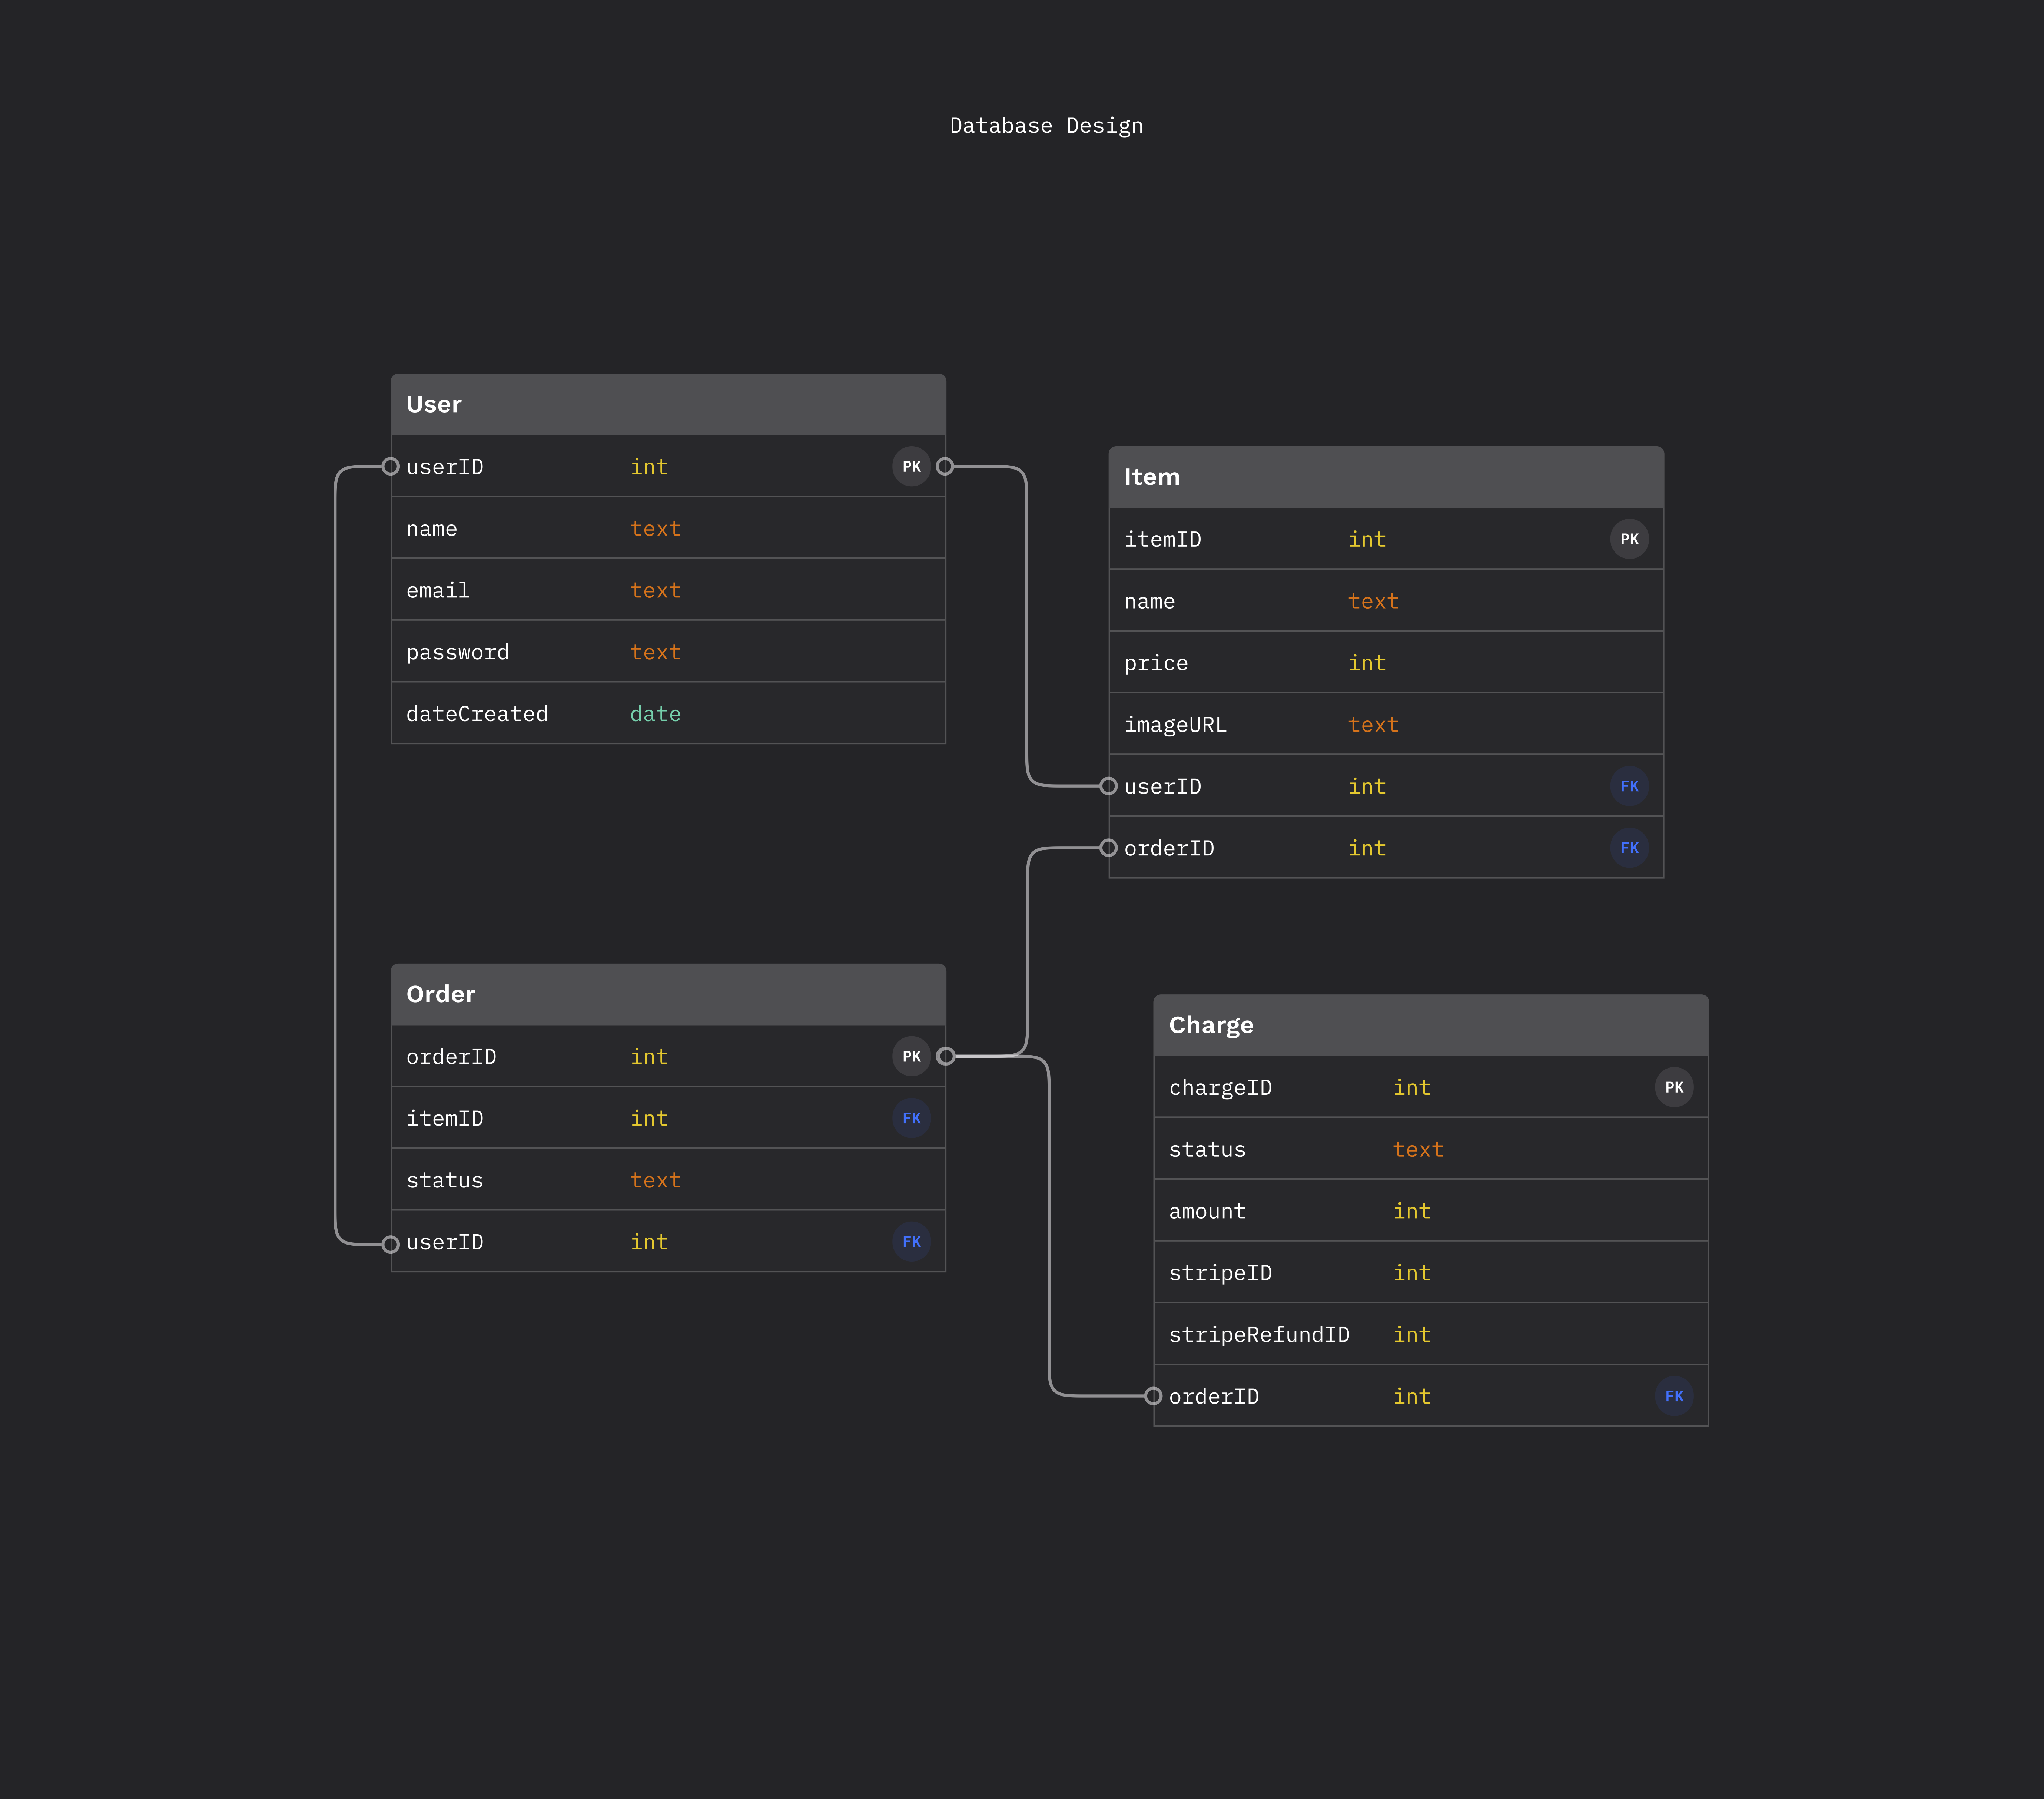 Database Design
User
userID int PK
name text
email text
password text
dateCreated date
Item
itemID int PK
name text
price int
imageURL text
userID int FK
orderID int FK
Order
orderID int PK
itemID int FK
status text
userID int FK
Charge
chargeID int PK
status text
amount int
stripeID int
stripeRefundID int
orderID int FK